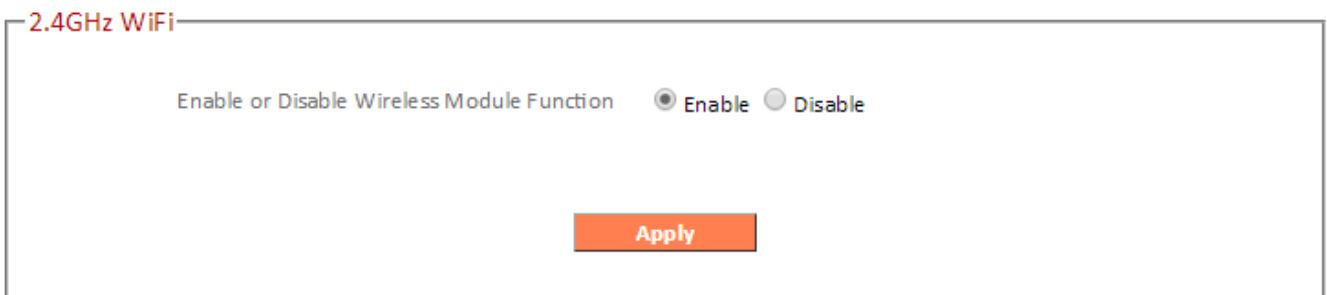 2.4GHz WiFi
Enable or Disable Wireless Module Function Enable Disable
Apply